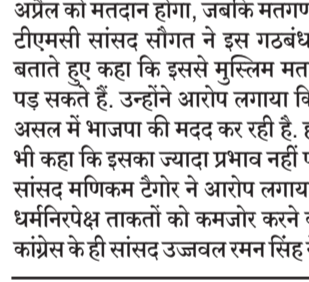 अप्रैल को मतदान होगा, जबकि मतगण
टीएमसी सांसद सौगत ने इस गठबंध
बताते हुए कहा कि इससे मुस्लिम मत
पड़ सकते हैं. उन्होंने आरोप लगाया वि
असल में भाजपा की मदद कर रही है.
भी कहा कि इसका ज्यादा प्रभाव नहीं
सांसद मणिकम टैगोर ने आरोप लगाय
धर्मनिरपेक्ष ताकतों को कमजोर करने
कांग्रेस के ही सांसद उज्जवल रमन सिंह